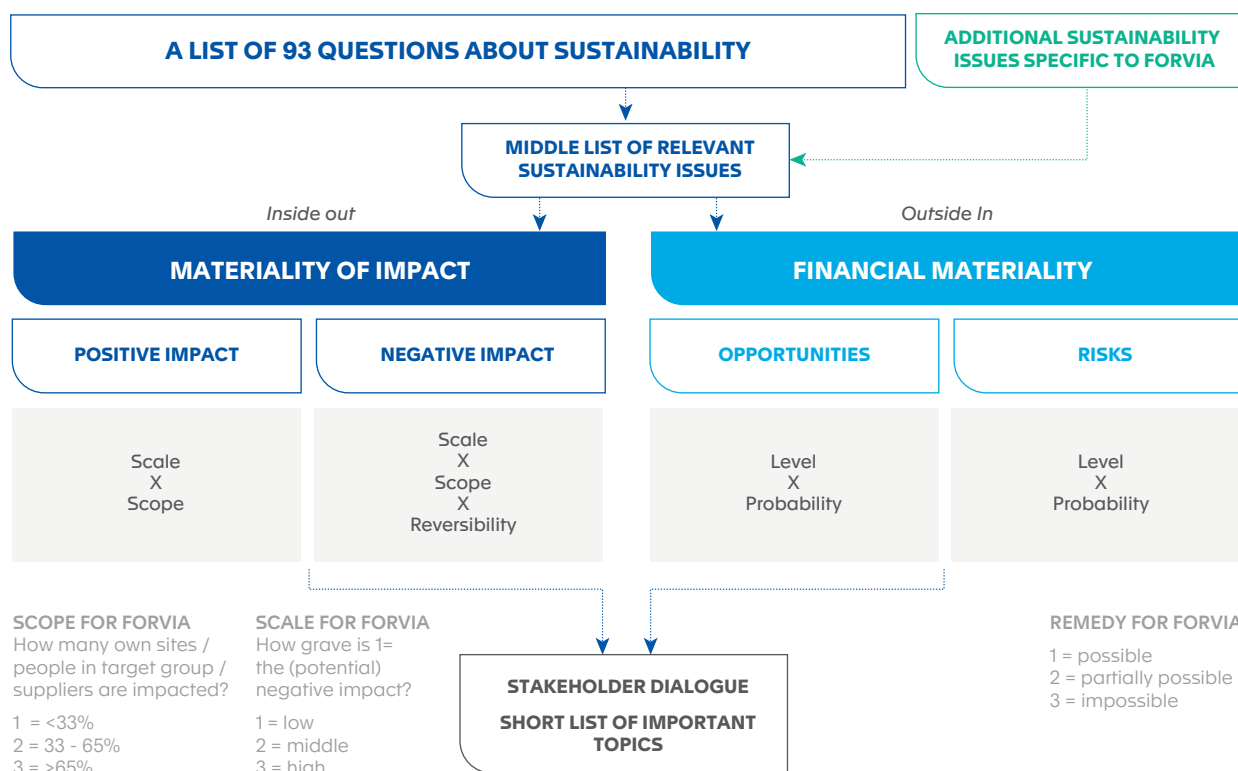 A LIST OF 93 QUESTIONS ABOUT SUSTAINABILITY
ADDITIONAL SUSTAINABILITY
ISSUES SPECIFIC TO FORVIA
MIDDLE LIST OF RELEVANT
SUSTAINABILITY ISSUES
Inside out
Outside In
MATERIALITY OF IMPACT
FINANCIAL MATERIALITY
POSITIVE IMPACT
NEGATIVE IMPACT
OPPORTUNITIES
RISKS
Scale
X
Scope
Scale
X
Scope
X
Reversibility
Level
X
Probability
Level
X
Probability
SCOPE FOR FORVIA
How many own sites /
people in target group /
suppliers are impacted?
1 = <33%
2 = 33 - 65%
3 = >65%
SCALE FOR FORVIA
How grave is 1=
the (potential)
negative impact?
1 = low
2 = middle
3 = high
STAKEHOLDER DIALOGUE
SHORT LIST OF IMPORTANT
TOPICS
REMEDY FOR FORVIA
1 = possible
2 = partially possible
3 = impossible